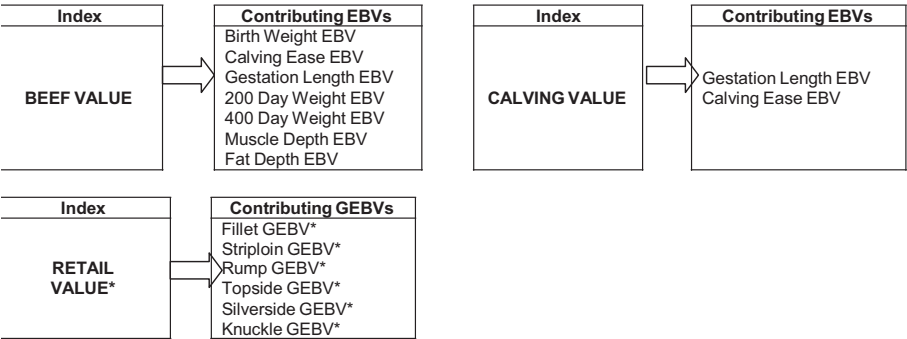 Index
Contributing EBVs
BEEF VALUE
Birth Weight EBV
Calving Ease EBV
Gestation Length EBV
200 Day Weight EBV
400 Day Weight EBV
Muscle Depth EBV
Fat Depth EBV
Index
Contributing EBVs
CALVING VALUE
Gestation Length EBV
Calving Ease EBV
Index
Contributing GEBVs
RETAIL
VALUE*
Fillet GEBV*
Striploin GEBV*
Rump GEBV*
Topside GEBV*
Silverside GEBV*
Knuckle GEBV*